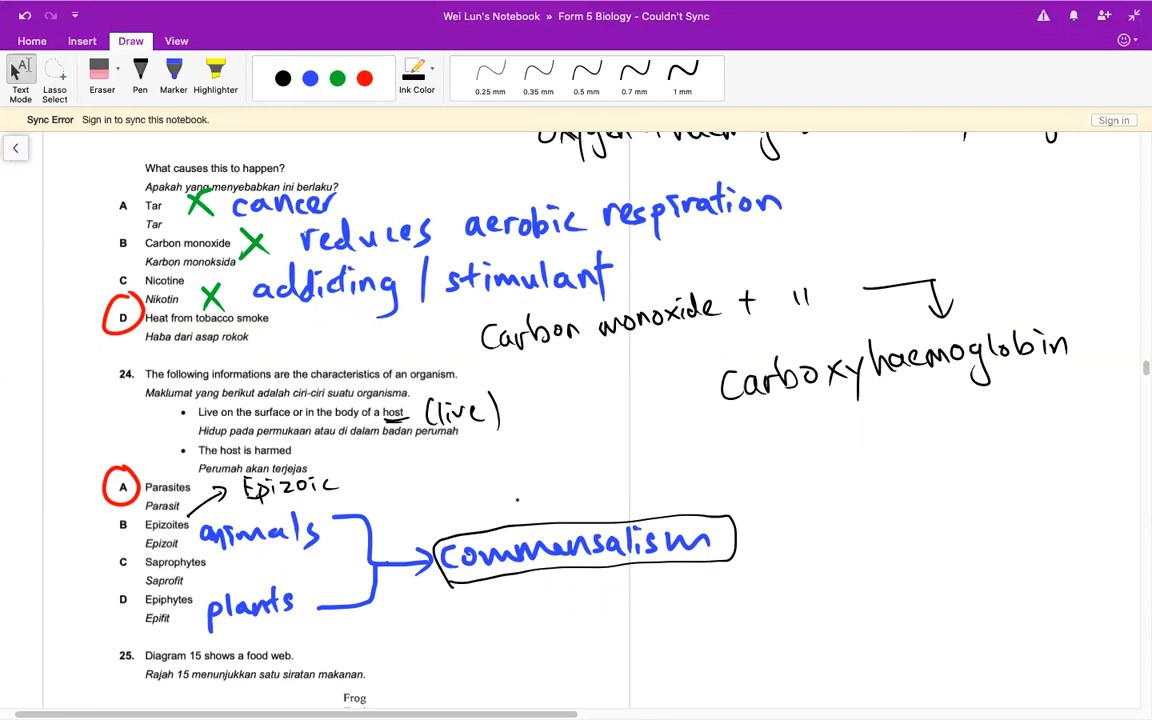 Wei Lun's Notebook » Form 5 Biology - Couldn't Sync
Home Insert Draw View
Text Mode
Lasso Select
Eraser
Pen
Marker
Highlighter
Ink Color
0.25 mm 0.35 mm 0.5 mm 0.7 mm 1 mm
Sync Error Sign in to sync this notebook.
Sign in
What causes this to happen?
Apakah yang menyebabkan ini berlaku?
A Tar cancer
Tar
B Carbon monoxide reduces aerobic respiration
Karbon monoksida
C Nicotine addicting / stimulant
Nikotin
D Heat from tobacco smoke
Haba dari asap rokok
Carbon monoxide + "
Carboxyhaemoglobin
24. The following informations are the characteristics of an organism.
Maklumat yang berikut adalah ciri-ciri suatu organisma.
• Live on the surface or in the body of a host (live)
Hidup pada permukaan atau di dalam badan perumah
• The host is harmed
Perumah akan terjejas
A Parasites Epizoic
Parasit
B Epizoites animals
Epizoit
commensalism
C Saprophytes
Saprofit
D Epiphytes plants
Epifit
25. Diagram 15 shows a food web.
Rajah 15 menunjukkan satu siratan makanan.
Frog